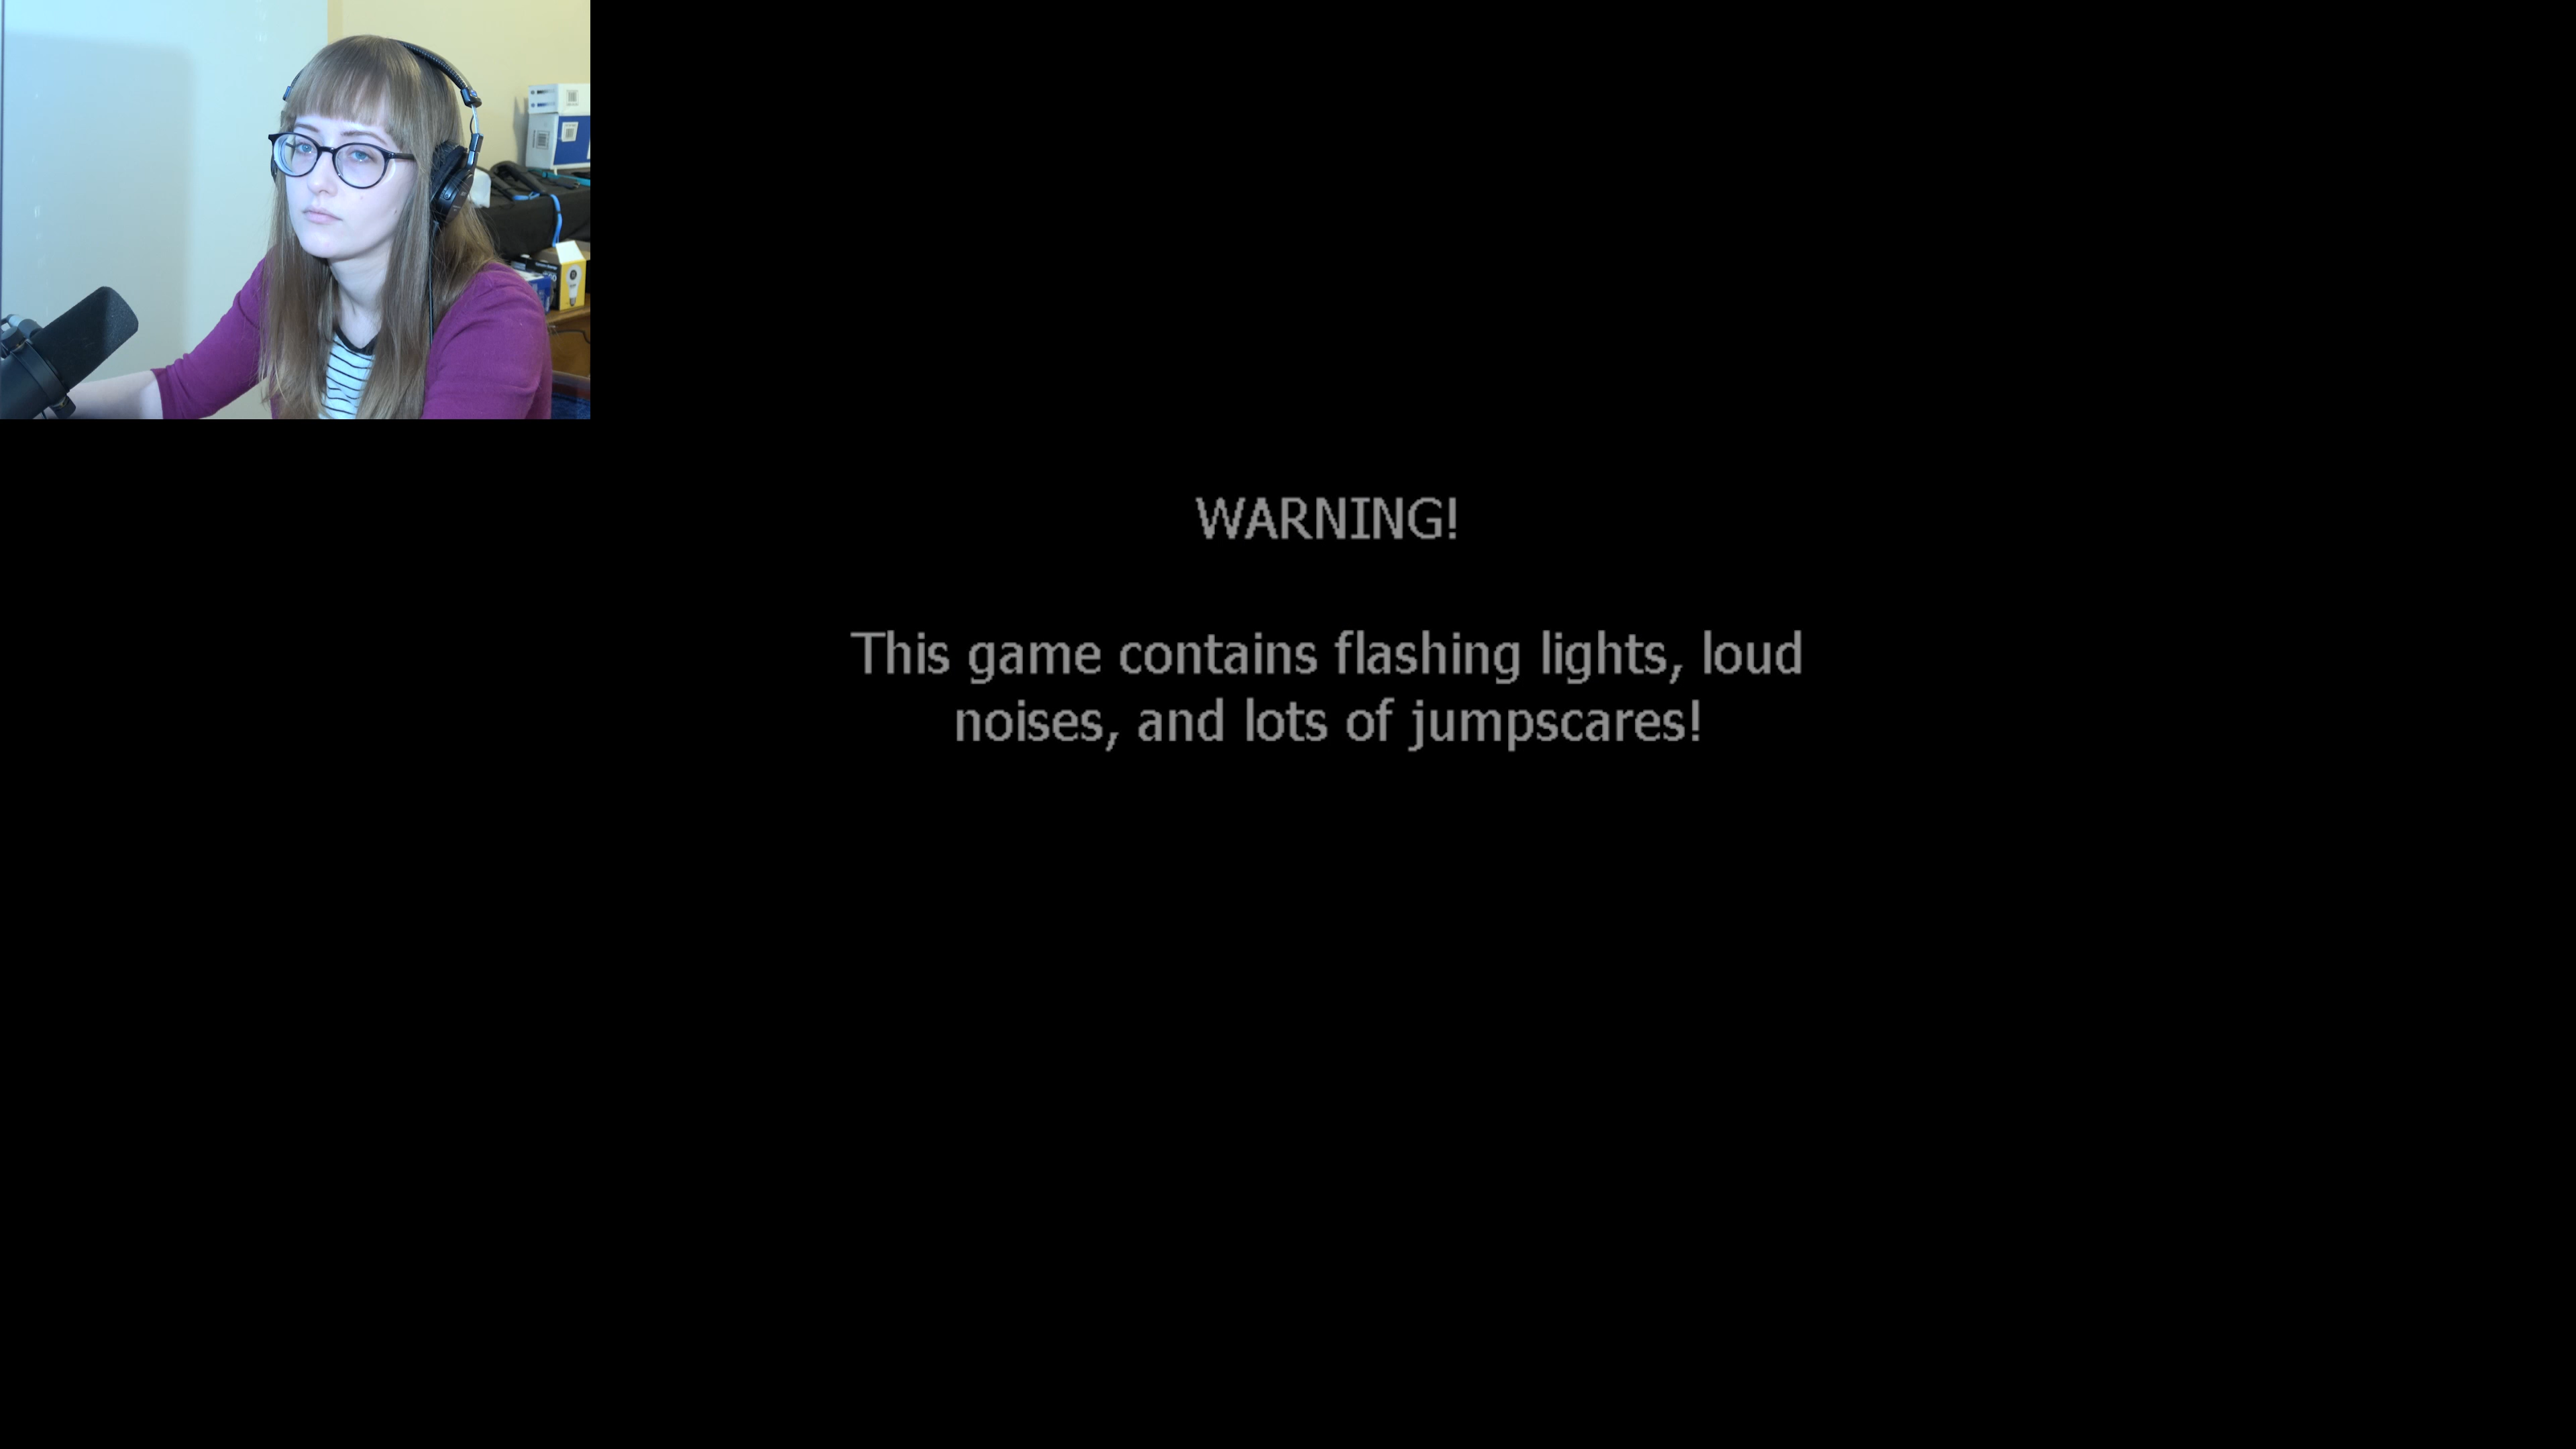 WARNING!
This game contains flashing lights, loud
noises, and lots of jumpscares!